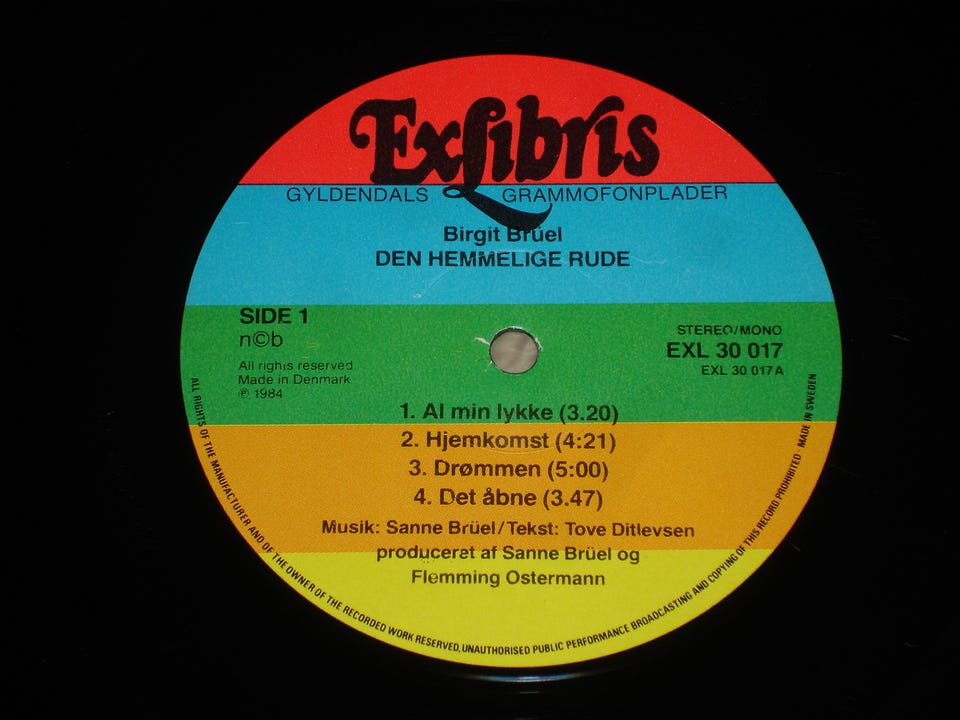 ExLibris
GYLDENDALS GRAMMOFONPLADER
Birgit Brüel
DEN HEMMELIGE RUDE
SIDE 1
n©b
All rights reserved
Made in Denmark
℗ 1984
STEREO/MONO
EXL 30 017
EXL 30 017 A
1. Al min lykke (3.20)
2. Hjemkomst (4:21)
3. Drømmen (5:00)
4. Det åbne (3.47)
Musik: Sanne Brüel/Tekst: Tove Ditlevsen
produceret af Sanne Brüel og
Flemming Ostermann
ALL RIGHTS OF THE MANUFACTURER AND OF THE OWNER OF THE RECORDED WORK RESERVED, UNAUTHORISED PUBLIC PERFORMANCE BROADCASTING AND COPYING OF THIS RECORD PROHIBITED · MADE IN SWEDEN